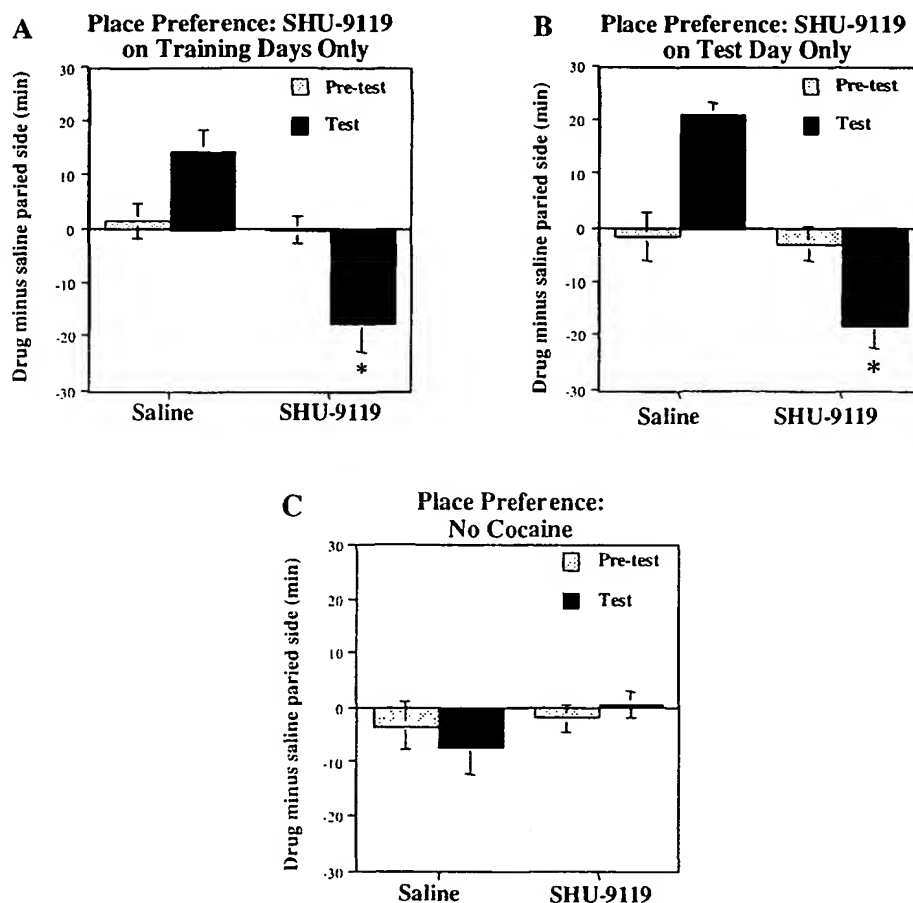 A
Place Preference: SHU-9119
on Training Days Only
Drug minus saline paried side (min)
30
20
10
0
-10
-20
-30
Pre-test
Test
*
Saline
SHU-9119
B
Place Preference: SHU-9119
on Test Day Only
Drug minus saline paried side (min)
30
20
10
0
-10
-20
-30
Pre-test
Test
*
Saline
SHU-9119
C
Place Preference:
No Cocaine
Drug minus saline paried side (min)
30
20
10
0
-10
-20
-30
Pre-test
Test
Saline
SHU-9119